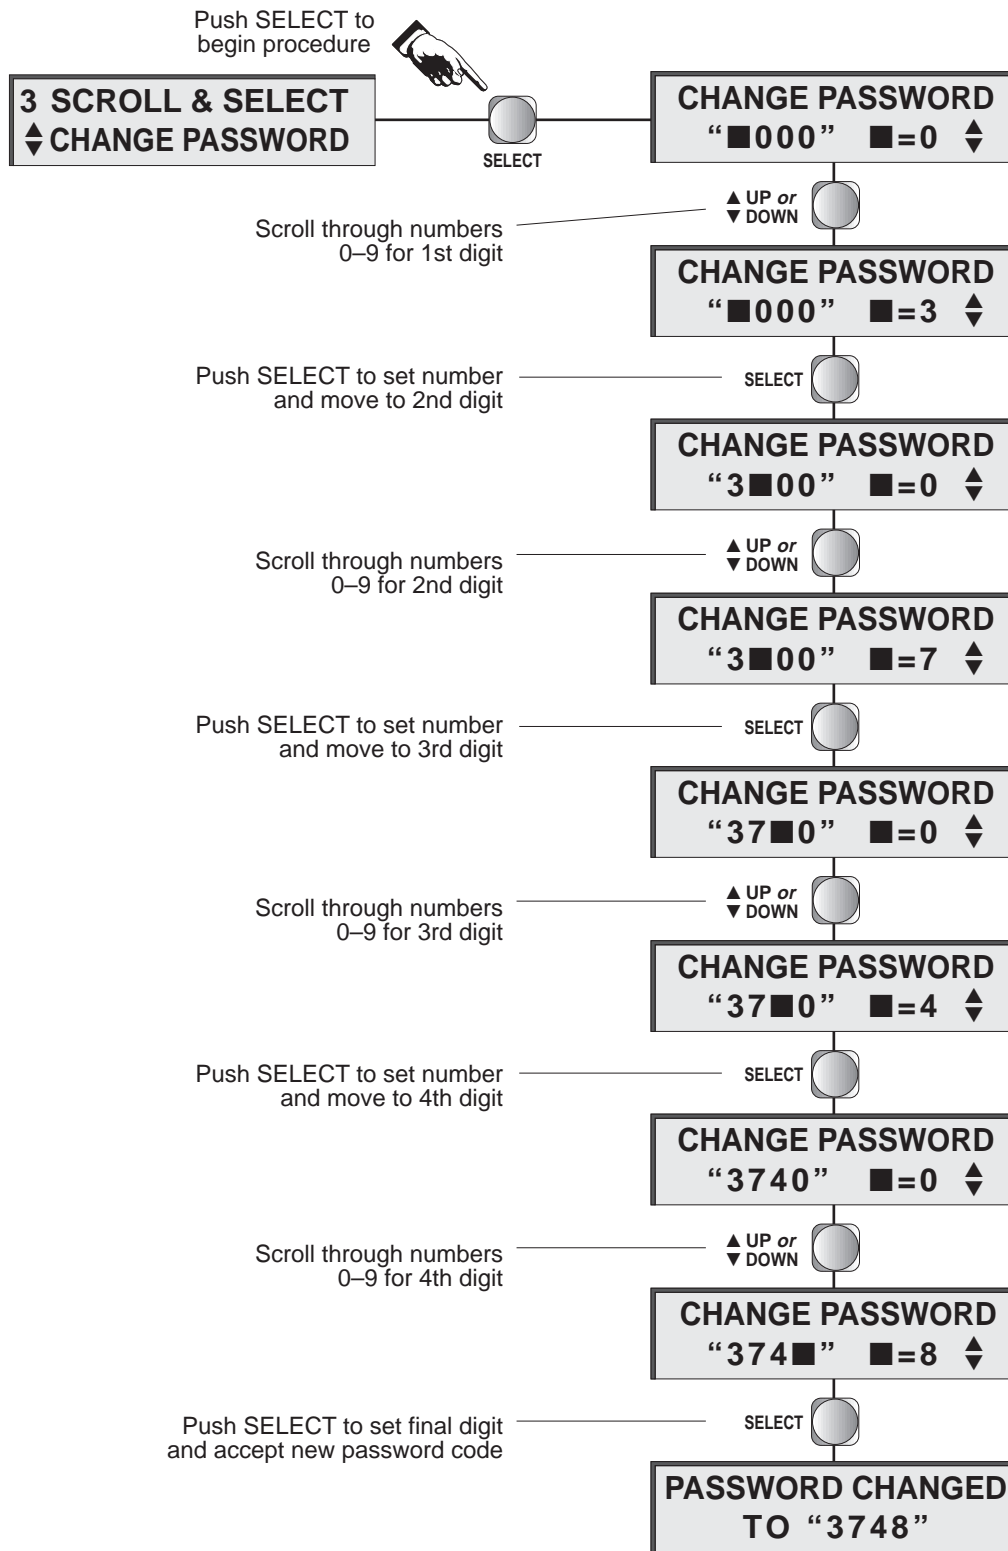 Push SELECT to
begin procedure
3 SCROLL & SELECT
▲▼ CHANGE PASSWORD
SELECT
CHANGE PASSWORD
“■000” ■=0 ▲▼
▲ UP or
▼ DOWN
Scroll through numbers
0–9 for 1st digit
CHANGE PASSWORD
“■000” ■=3 ▲▼
Push SELECT to set number
and move to 2nd digit
SELECT
CHANGE PASSWORD
“3■00” ■=0 ▲▼
▲ UP or
▼ DOWN
Scroll through numbers
0–9 for 2nd digit
CHANGE PASSWORD
“3■00” ■=7 ▲▼
Push SELECT to set number
and move to 3rd digit
SELECT
CHANGE PASSWORD
“37■0” ■=0 ▲▼
▲ UP or
▼ DOWN
Scroll through numbers
0–9 for 3rd digit
CHANGE PASSWORD
“37■0” ■=4 ▲▼
Push SELECT to set number
and move to 4th digit
SELECT
CHANGE PASSWORD
“3740” ■=0 ▲▼
▲ UP or
▼ DOWN
Scroll through numbers
0–9 for 4th digit
CHANGE PASSWORD
“374■” ■=8 ▲▼
Push SELECT to set final digit
and accept new password code
SELECT
PASSWORD CHANGED
TO “3748”